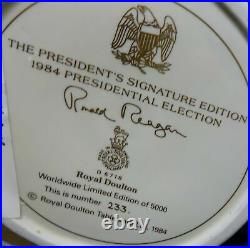 THE PRESIDENT'S SIGNATURE EDITION
1984 PRESIDENTIAL ELECTION
Ronald Reagan
D 6718
Royal Doulton
Worldwide Limited Edition of 5000
This is number 233
© Royal Doulton Tab 1984